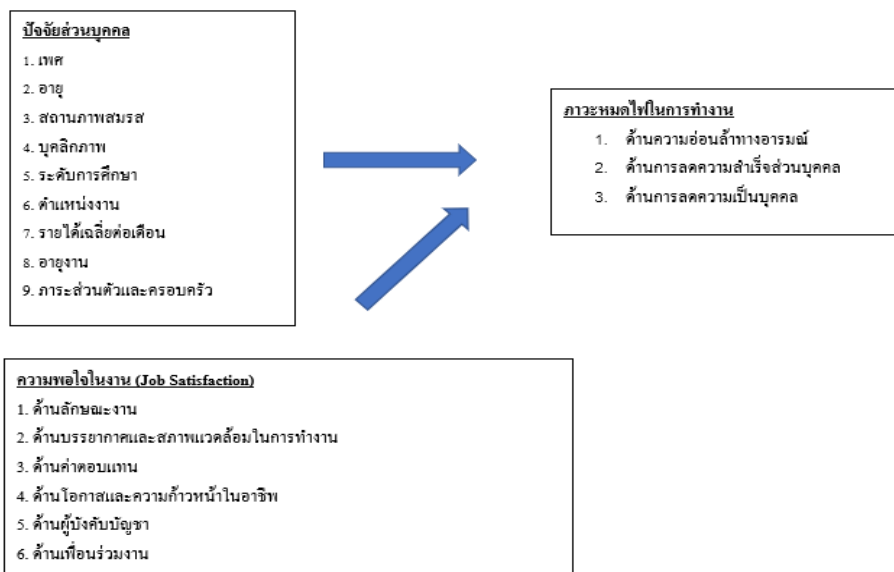 ปัจจัยส่วนบุคคล
1. เพศ
2. อายุ
3. สถานภาพสมรส
4. บุคลิกภาพ
5. ระดับการศึกษา
6. ตำแหน่งงาน
7. รายได้เฉลี่ยต่อเดือน
8. อายุงาน
9. ภาระส่วนตัวและครอบครัว
ภาวะหมดไฟในการทำงาน
1. ด้านความอ่อนล้าทางอารมณ์
2. ด้านการลดความสำเร็จส่วนบุคคล
3. ด้านการลดความเป็นบุคคล
ความพอใจในงาน (Job Satisfaction)
1. ด้านลักษณะงาน
2. ด้านบรรยากาศและสภาพแวดล้อมในการทำงาน
3. ด้านค่าตอบแทน
4. ด้านโอกาสและความก้าวหน้าในอาชีพ
5. ด้านผู้บังคับบัญชา
6. ด้านเพื่อนร่วมงาน